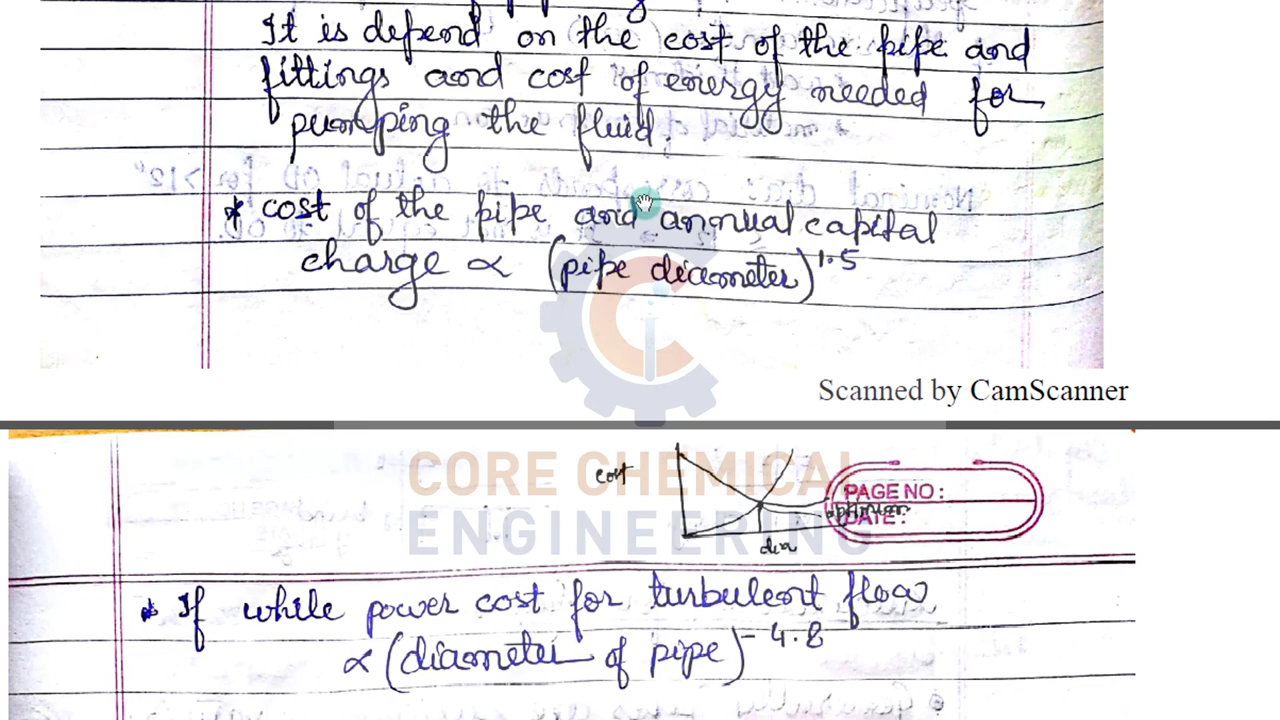 It is depend on the cost of the pipe and
fittings and cost of energy needed for
pumping the fluid.
* cost of the pipe and annual capital
charge ∝ (pipe diameter)^1.5
Scanned by CamScanner
CORE CHEMICAL
ENGINEERING
cost
PAGE NO:
optimum
DATE:
dia
* If while power cost for turbulent flow
∝ (diameter of pipe)^-4.8